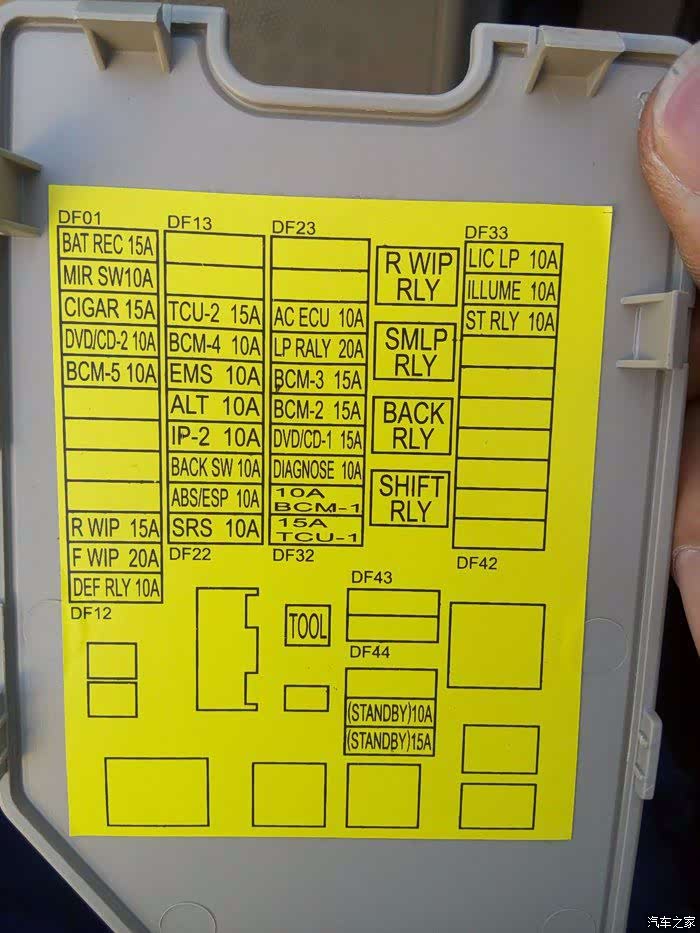 DF01
BAT REC 15A
MIR SW10A
CIGAR 15A
DVD/CD-2 10A
BCM-5 10A
R WIP 15A
F WIP 20A
DEF RLY 10A
DF12
DF13
TCU-2 15A
BCM-4 10A
EMS 10A
ALT 10A
IP-2 10A
BACK SW 10A
ABS/ESP 10A
SRS 10A
DF22
DF23
AC ECU 10A
LP RALY 20A
BCM-3 15A
BCM-2 15A
DVD/CD-1 15A
DIAGNOSE 10A
10A
BCM-1
15A
TCU-1
DF32
R WIP
RLY
SMLP
RLY
BACK
RLY
SHIFT
RLY
DF33
LIC LP 10A
ILLUME 10A
ST RLY 10A
DF42
TOOL
DF43
DF44
(STANDBY)10A
(STANDBY)15A
汽车之家